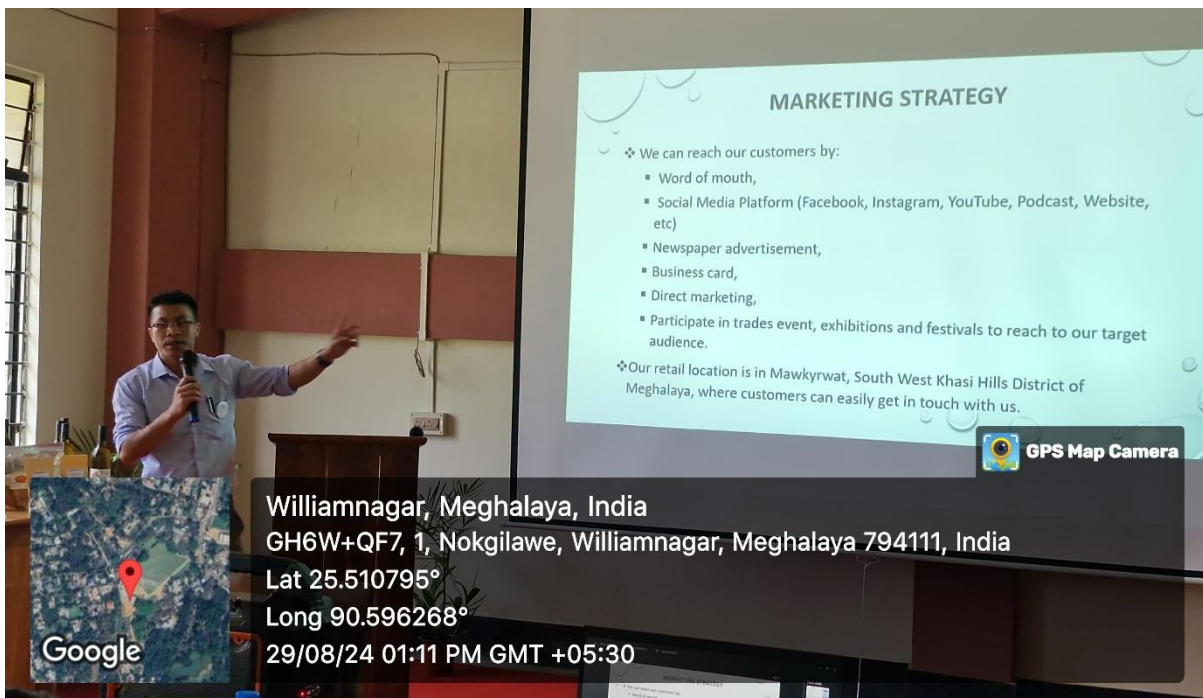 MARKETING STRATEGY
❖ We can reach our customers by:
▪ Word of mouth,
▪ Social Media Platform (Facebook, Instagram, YouTube, Podcast, Website,
etc)
▪ Newspaper advertisement,
▪ Business card,
▪ Direct marketing,
▪ Participate in trades event, exhibitions and festivals to reach to our target
audience.
❖Our retail location is in Mawkyrwat, South West Khasi Hills District of
Meghalaya, where customers can easily get in touch with us.
GPS Map Camera
Williamnagar, Meghalaya, India
GH6W+QF7, 1, Nokgilawe, Williamnagar, Meghalaya 794111, India
Lat 25.510795°
Long 90.596268°
29/08/24 01:11 PM GMT +05:30
Google
MARKETING STRATEGY